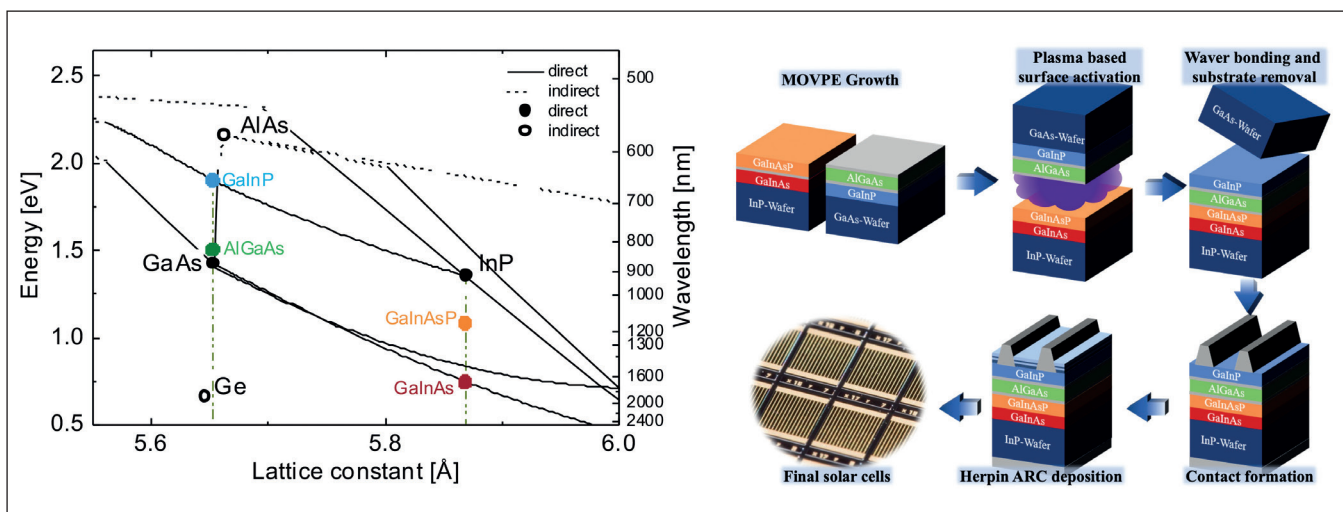 2.5
2.0
1.5
1.0
0.5
Energy [eV]
5.6
5.8
6.0
Lattice constant [Å]
500
600
700
800
900
1000
1200
1300
1600
2000
2400
Wavelength [nm]
direct
indirect
direct
indirect
AlAs
GaInP
AlGaAs
GaAs
InP
GaInAsP
GaInAs
Ge
MOVPE Growth
GaInAsP
GaInAs
InP-Wafer
AlGaAs
GaInP
GaAs-Wafer
Plasma based
surface activation
GaAs-Wafer
GaInP
AlGaAs
GaInAsP
GaInAs
InP-Wafer
Waver bonding and
substrate removal
GaAs-Wafer
GaInP
AlGaAs
GaInAsP
GaInAs
InP-Wafer
Final solar cells
GaInP
AlGaAs
GaInAsP
GaInAs
InP-Wafer
Herpin ARC deposition
GaInP
AlGaAs
GaInAsP
GaInAs
InP-Wafer
Contact formation